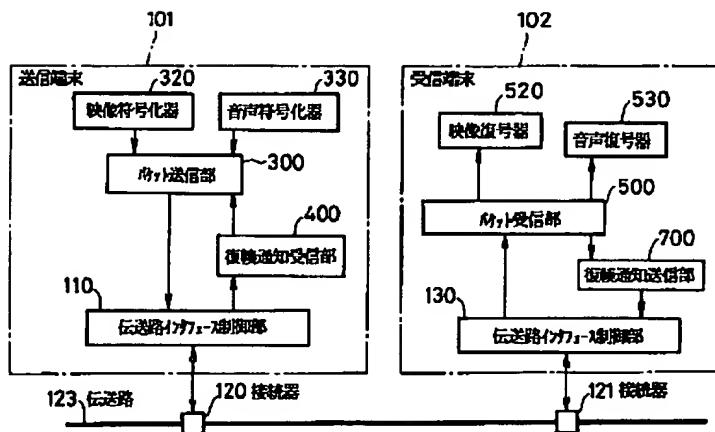 101
送信端末
320
映像符号化器
330
音声符号化器
300
パケット送信部
400
復検通知受信部
110
伝送路インタフェース制御部
123 伝送路
120 接続器
102
受信端末
520
映像復号器
530
音声復号器
500
パケット受信部
700
復検通知送信部
130
伝送路インタフェース制御部
121 接続器